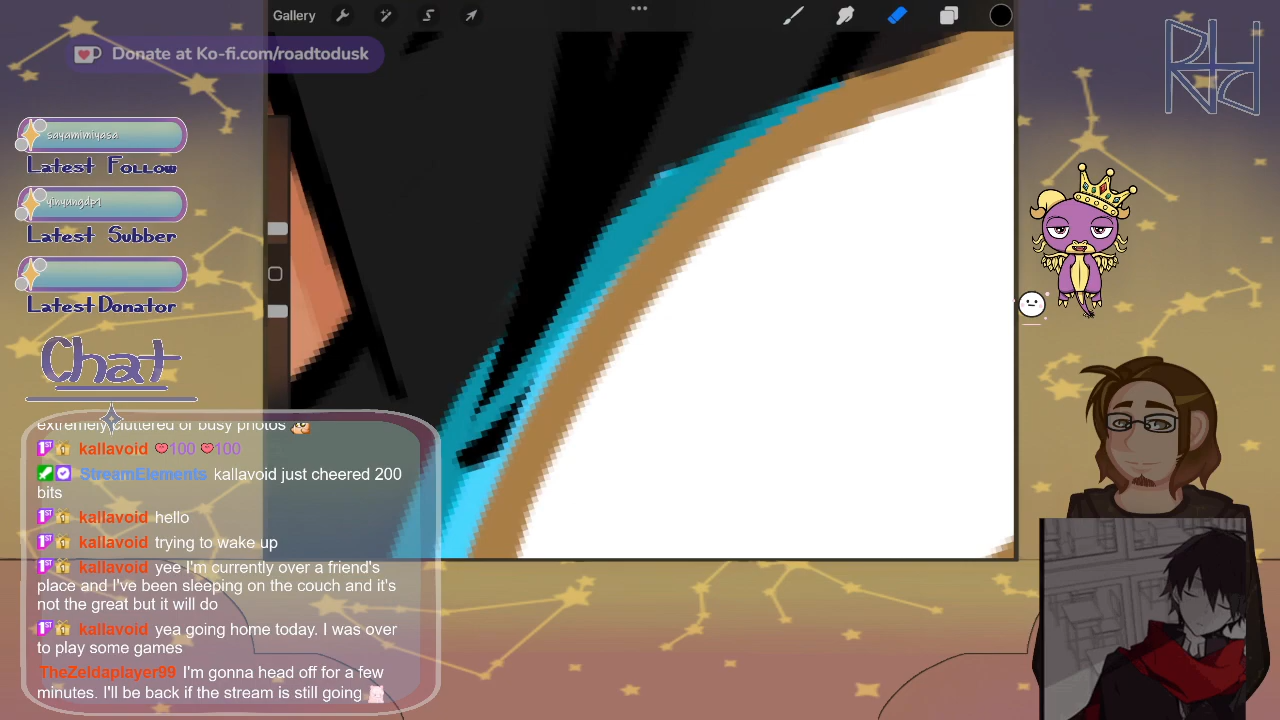 Gallery
Donate at Ko-fi.com/roadtodusk
sayamimiyasa
Latest Follow
yinyangdp1
Latest Subber
Latest Donator
Chat
extremely cluttered or busy photos
kallavoid 100 100
StreamElements kallavoid just cheered 200
bits
kallavoid hello
kallavoid trying to wake up
kallavoid yee I'm currently over a friend's
place and I've been sleeping on the couch and it's
not the great but it will do
kallavoid yea going home today. I was over
to play some games
TheZeldaplayer99 I'm gonna head off for a few
minutes. I'll be back if the stream is still going